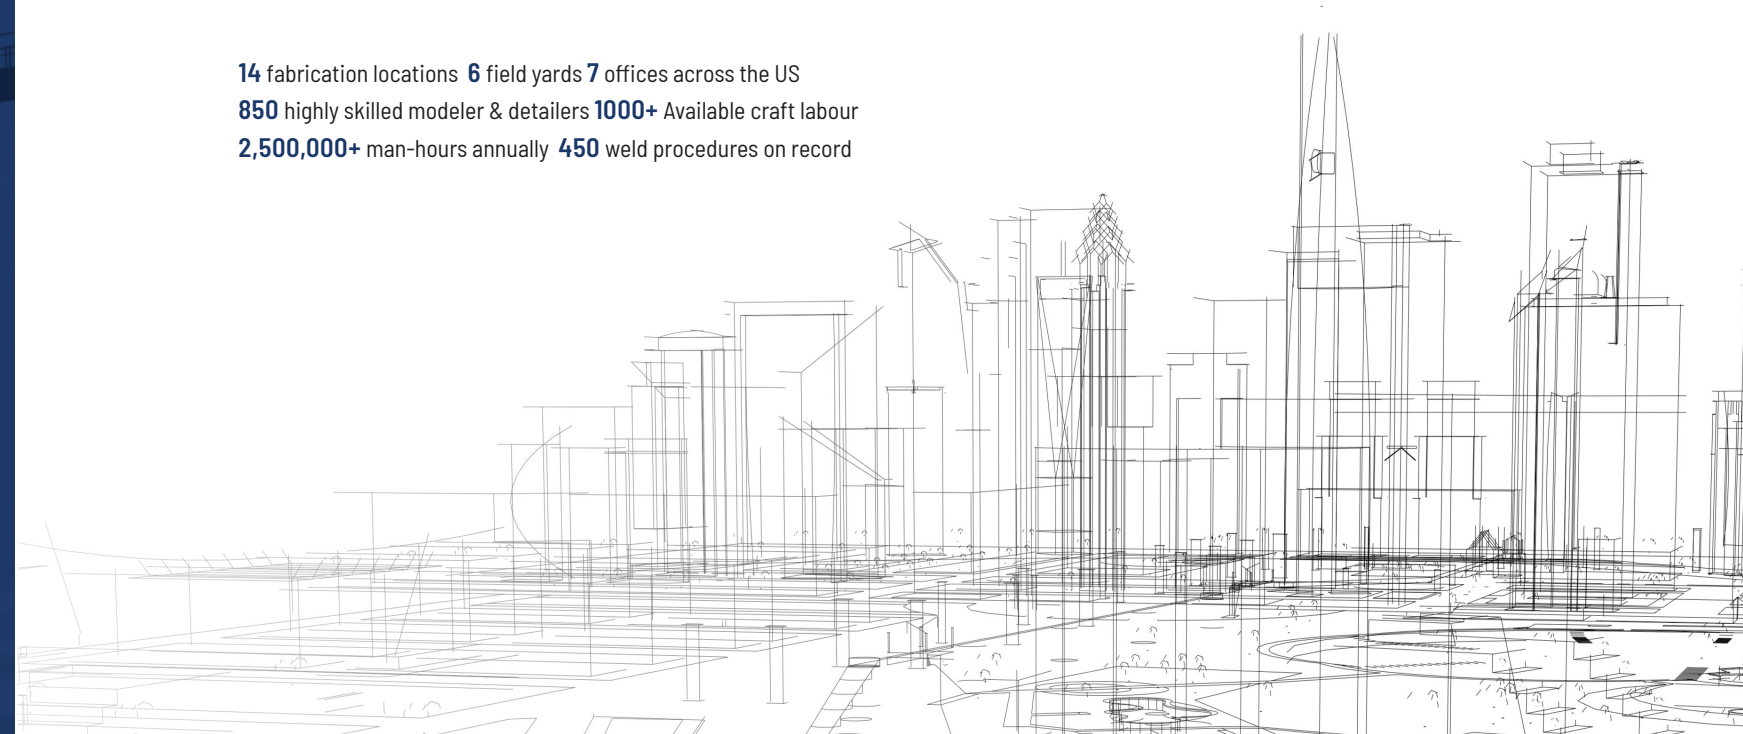 14 fabrication locations 6 field yards 7 offices across the US
850 highly skilled modeler & detailers 1000+ Available craft labour
2,500,000+ man-hours annually 450 weld procedures on record